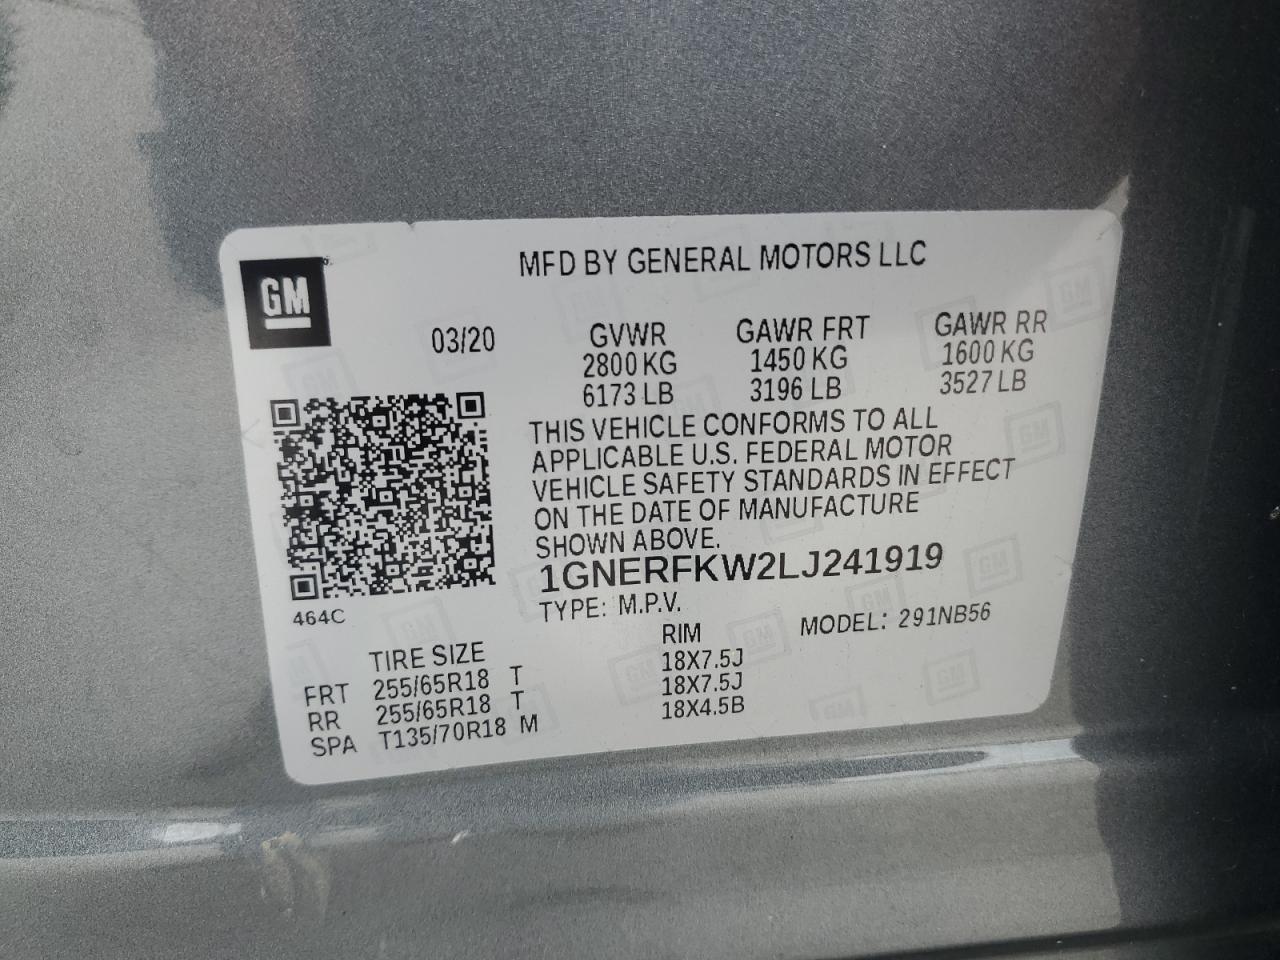 MFD BY GENERAL MOTORS LLC
GM
03/20
GVWR GAWR FRT GAWR RR
2800 KG 1450 KG 1600 KG
6173 LB 3196 LB 3527 LB
THIS VEHICLE CONFORMS TO ALL
APPLICABLE U.S. FEDERAL MOTOR
VEHICLE SAFETY STANDARDS IN EFFECT
ON THE DATE OF MANUFACTURE
SHOWN ABOVE.
1GNERFKW2LJ241919
464C
TYPE: M.P.V. MODEL: 291NB56
TIRE SIZE RIM
FRT 255/65R18 T 18X7.5J
RR 255/65R18 T 18X7.5J
SPA T135/70R18 M 18X4.5B